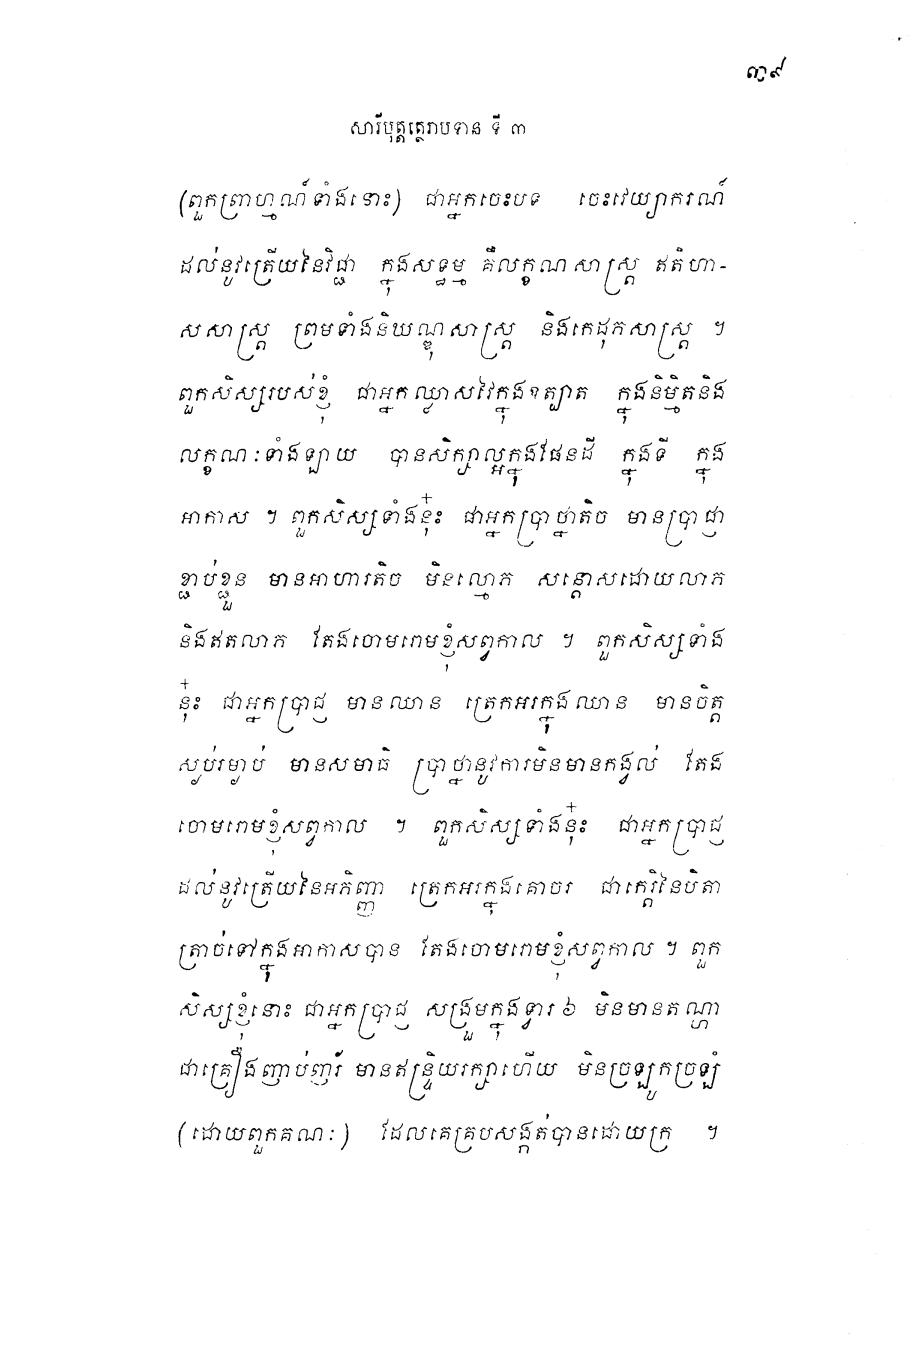 ៣៩
សារីបុត្តត្ថេរាបទាន ទី ៣
(ពួកព្រាហ្មណ៍ទាំងនោះ) ជាអ្នកចេះបទ ចេះវេយ្យាករណ៍
ដល់នូវត្រើយនៃវិជ្ជា ក្នុងសទ្ធម្ម គឺលក្ខណសាស្ត្រ ឥតិហា-
សសាស្ត្រ ព្រមទាំងនិឃណ្ឌុសាស្ត្រ និងកេដុកសាស្ត្រ ។
ពួកសិស្សរបស់ខ្ញុំ ជាអ្នកឈ្លាសវៃក្នុងឧត្បាត ក្នុងនិម្មិតនិង
លក្ខណៈទាំងឡាយ បានសិក្សាល្អក្នុងផែនដី ក្នុងទី ក្នុង
អាកាស ។ ពួកសិស្សទាំងនុ៎ះ ជាអ្នកប្រាថ្នាតិច មានប្រាជ្ញា
ខ្ជាប់ខ្ជួន មានអាហារតិច មិនល្មោភ សន្តោសដោយលាភ
និងឥតលាភ តែងចោមរោមខ្ញុំសព្វកាល ។ ពួកសិស្សទាំង
នុ៎ះ ជាអ្នកប្រាជ្ញ មានឈាន ត្រេកអរក្នុងឈាន មានចិត្ត
ស្ងប់រម្ងាប់ មានសមាធិ ប្រាថ្នានូវការមិនមានកង្វល់ តែង
ចោមរោមខ្ញុំសព្វកាល ។ ពួកសិស្សទាំងនុ៎ះ ជាអ្នកប្រាជ្ញ
ដល់នូវត្រើយនៃអភិញ្ញា ត្រេកអរក្នុងគោចរ ជាកេរ្តិ៍នៃបិតា
ត្រាច់ទៅក្នុងអាកាសបាន តែងចោមរោមខ្ញុំសព្វកាល ។ ពួក
សិស្សខ្ញុំនោះ ជាអ្នកប្រាជ្ញ សង្រួមក្នុងទ្វារ ៦ មិនមានតណ្ហា
ជាគ្រឿងញាប់ញ័រ មានឥន្ទ្រិយរក្សាហើយ មិនច្រឡូកច្រឡំ
(ដោយពួកគណៈ) ដែលគេគ្របសង្កត់បានដោយក្រ ។